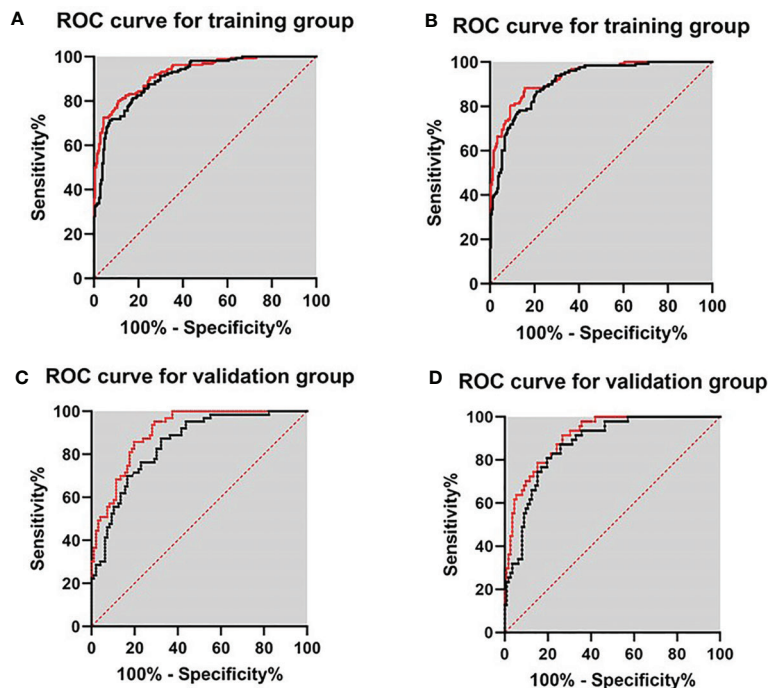 A
ROC curve for training group
100
80
60
40
20
0
Sensitivity%
0 20 40 60 80 100
100% - Specificity%
B
ROC curve for training group
100
80
60
40
20
0
Sensitivity%
0 20 40 60 80 100
100% - Specificity%
C
ROC curve for validation group
100
80
60
40
20
0
Sensitivity%
0 20 40 60 80 100
100% - Specificity%
D
ROC curve for validation group
100
80
60
40
20
0
Sensitivity%
0 20 40 60 80 100
100% - Specificity%